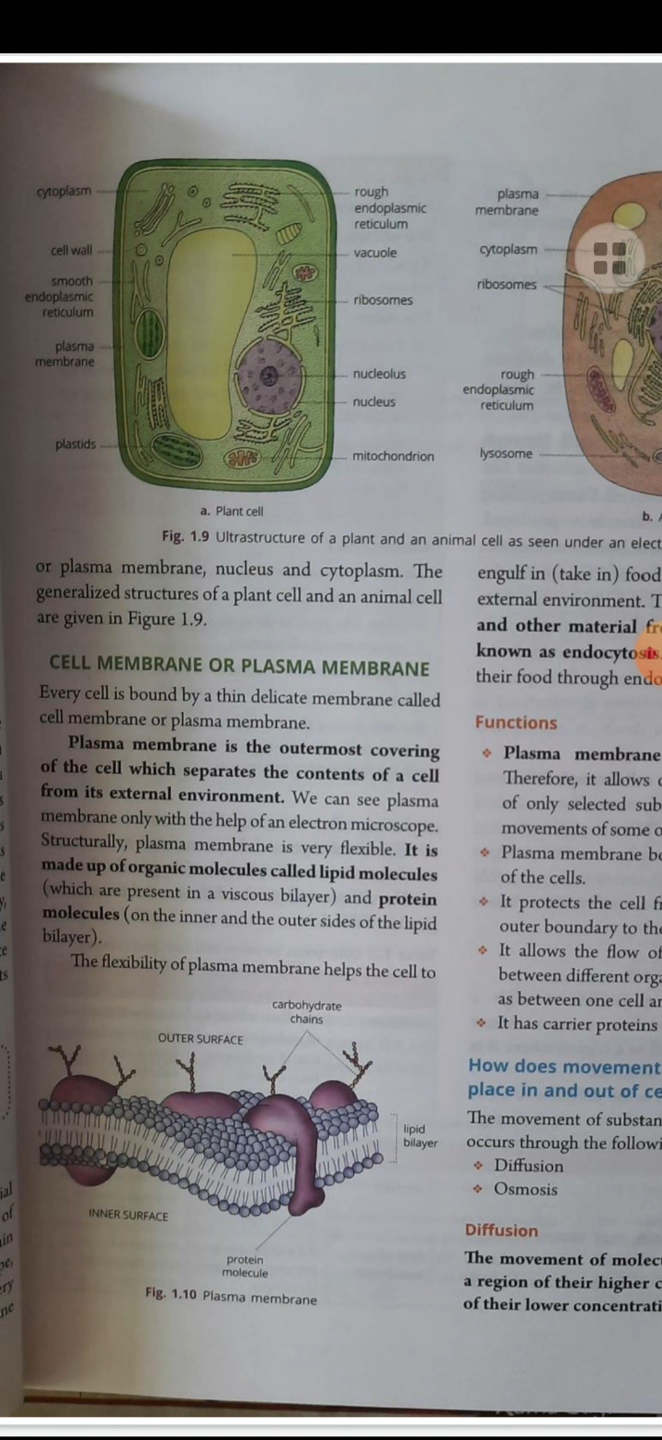 cytoplasm
cell wall
smooth
endoplasmic
reticulum
plasma
membrane
plastids
rough
endoplasmic
reticulum
vacuole
ribosomes
nucleolus
nucleus
mitochondrion
a. Plant cell
plasma
membrane
cytoplasm
ribosomes
rough
endoplasmic
reticulum
lysosome
b.
Fig. 1.9 Ultrastructure of a plant and an animal cell as seen under an elect
or plasma membrane, nucleus and cytoplasm. The
generalized structures of a plant cell and an animal cell
are given in Figure 1.9.
CELL MEMBRANE OR PLASMA MEMBRANE
Every cell is bound by a thin delicate membrane called
cell membrane or plasma membrane.
Plasma membrane is the outermost covering
of the cell which separates the contents of a cell
from its external environment. We can see plasma
membrane only with the help of an electron microscope.
Structurally, plasma membrane is very flexible. It is
made up of organic molecules called lipid molecules
(which are present in a viscous bilayer) and protein
molecules (on the inner and the outer sides of the lipid
bilayer).
The flexibility of plasma membrane helps the cell to
carbohydrate
chains
OUTER SURFACE
lipid
bilayer
INNER SURFACE
protein
molecule
Fig. 1.10 Plasma membrane
engulf in (take in) food
external environment. T
and other material fr
known as endocytosis.
their food through endo
Functions
❖ Plasma membrane
Therefore, it allows
of only selected sub
movements of some o
❖ Plasma membrane
of the cells.
❖ It protects the cell
outer boundary to the
❖ It allows the flow of
between different orga
as between one cell
❖ It has carrier proteins
How does movement
place in and out of ce
The movement of substan
occurs through the followi
❖ Diffusion
❖ Osmosis
Diffusion
The movement of molec
a region of their higher c
of their lower concentrati